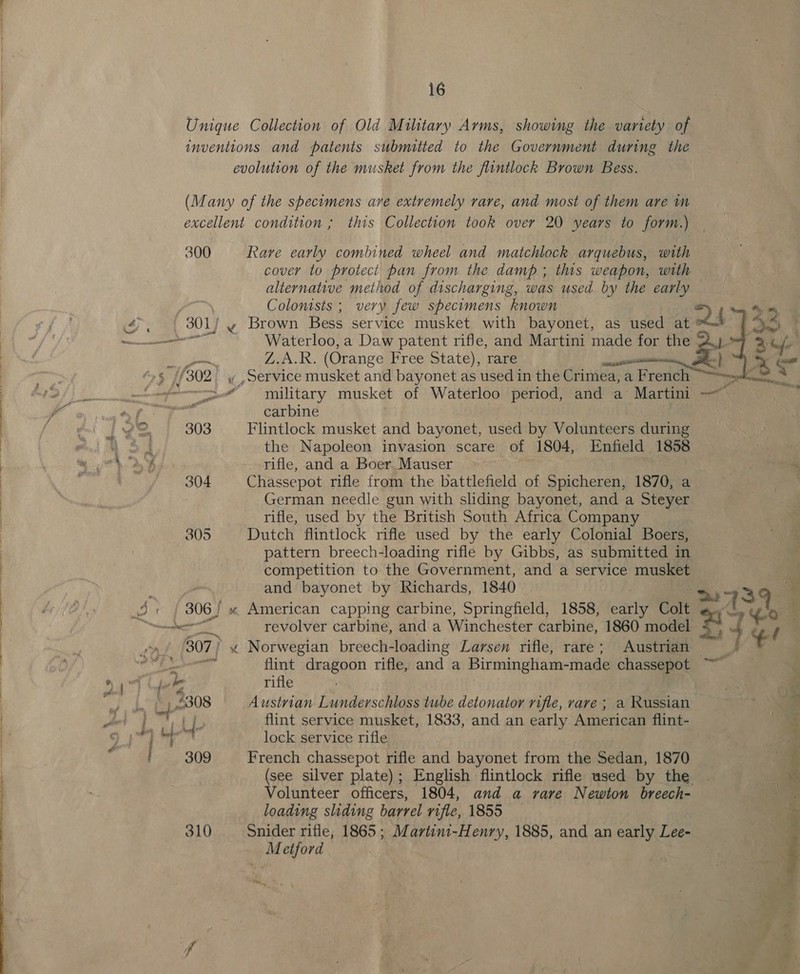 16
Unique Collection of Old Military Arms, showing the variety of
inventions and patents submitted to the Government during the
evolution of the musket from the flintlock Brown Bess.
(Many of the specimens are extremely rare, and most of them are in
excellent condition ; this Collection took over 20 years to form.)
300 Rare early combined wheel and matchlock arquebus, with
cover to protect pan from the damp ; this weapon, with
alternative method of discharging, was used by the early
Colonists ; very few specimens known
301 Brown Bess service musket with bayonet, as used at
Waterloo, a Daw patent rifle, and Martini made for the
Z.A.R. (Orange Free State), rare
302 Service musket and bayonet as used in the Crimea, a French
military musket of Waterloo period, and a Martini
carbine
303 Flintlock musket and bayonet, used by Volunteers during
the Napoleon invasion scare of 1804, Enfield 1858
rifle, and a Boer Mauser
304 Chassepot rifle from the battlefield of Spicheren, 1870, a
German needle gun with sliding bayonet, and a Steyer
rifle, used by the British South Africa Company
305 Dutch flintlock rifle used by the early Colonial Boers,
pattern breech-loading rifle by Gibbs, as submitted in
competition to the Government, and a service musket
and bayonet by Richards, 1840
306 American capping carbine, Springfield, 1858, early Colt
revolver carbine, and a Winchester carbine, 1860 model
307 Norwegian breech-loading Larsen rifle, rare ; Austrian
flint dragoon rifle, and a Birmingham-made chassepot
rifle
308 Austrian Lunderschloss tube detonator rifle, rare ; a Russian
flint service musket, 1833, and an early American flint-
lock service rifle
309 French chassepot rifle and bayonet from the Sedan, 1870
(see silver plate) ; English flintlock rifle used by the
Volunteer officers, 1804, and a rare Newton breech-
loading sliding barrel rifle, 1855
310 Snider rifle, 1865 ; Martini-Henry, 1885, and an early Lee-
Metford